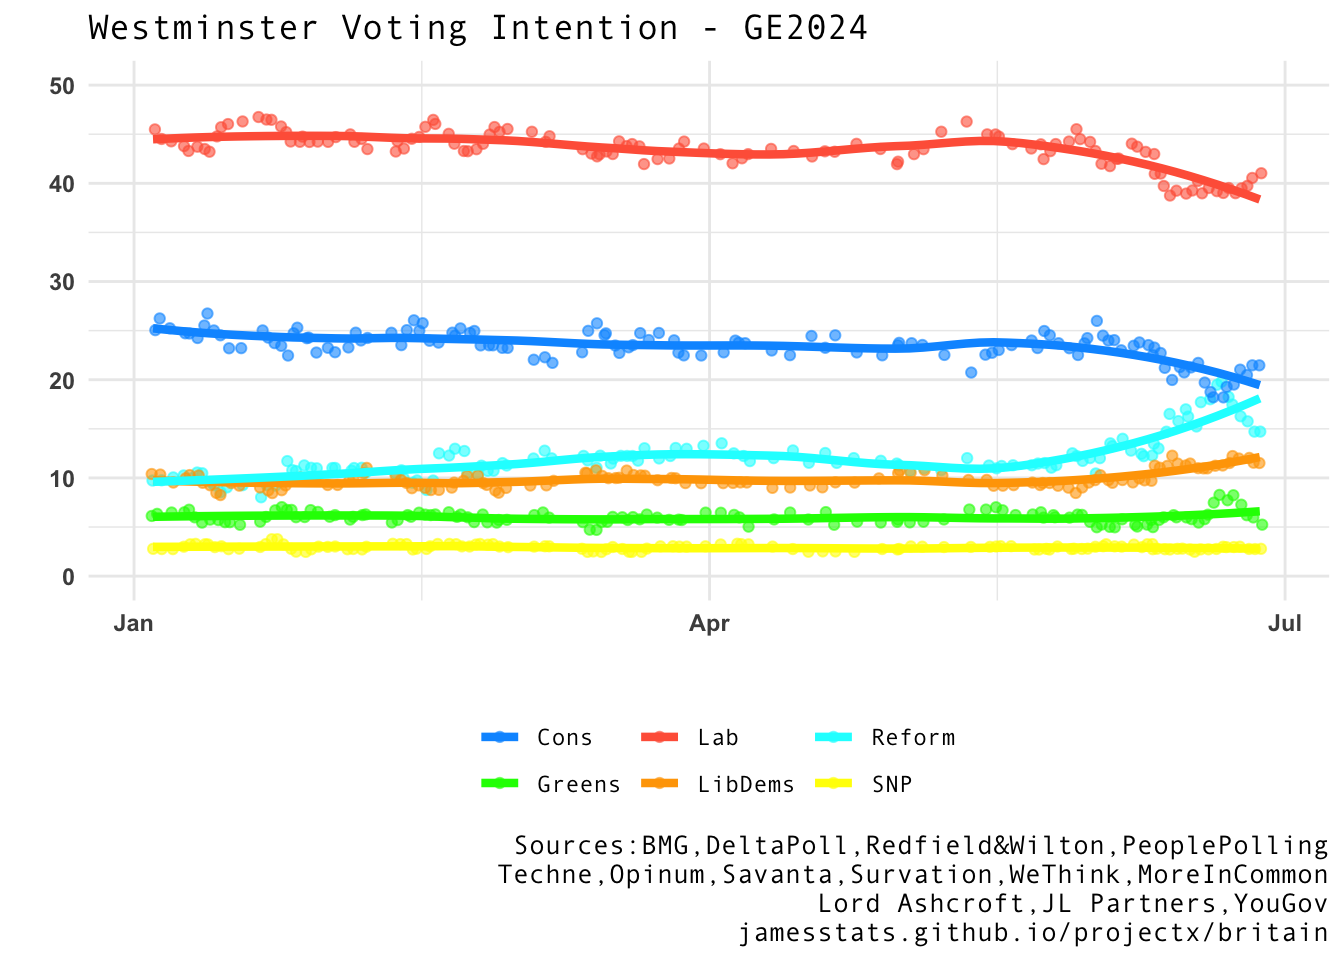 Westminster Voting Intention - GE2024
50
40
30
20
10
0
Jan Apr Jul
Cons Lab Reform
Greens LibDems SNP
Sources:BMG,DeltaPoll,Redfield&Wilton,PeoplePolling
Techne,Opinum,Savanta,Survation,WeThink,MoreInCommon
Lord Ashcroft,JL Partners,YouGov
jamesstats.github.io/projectx/britain